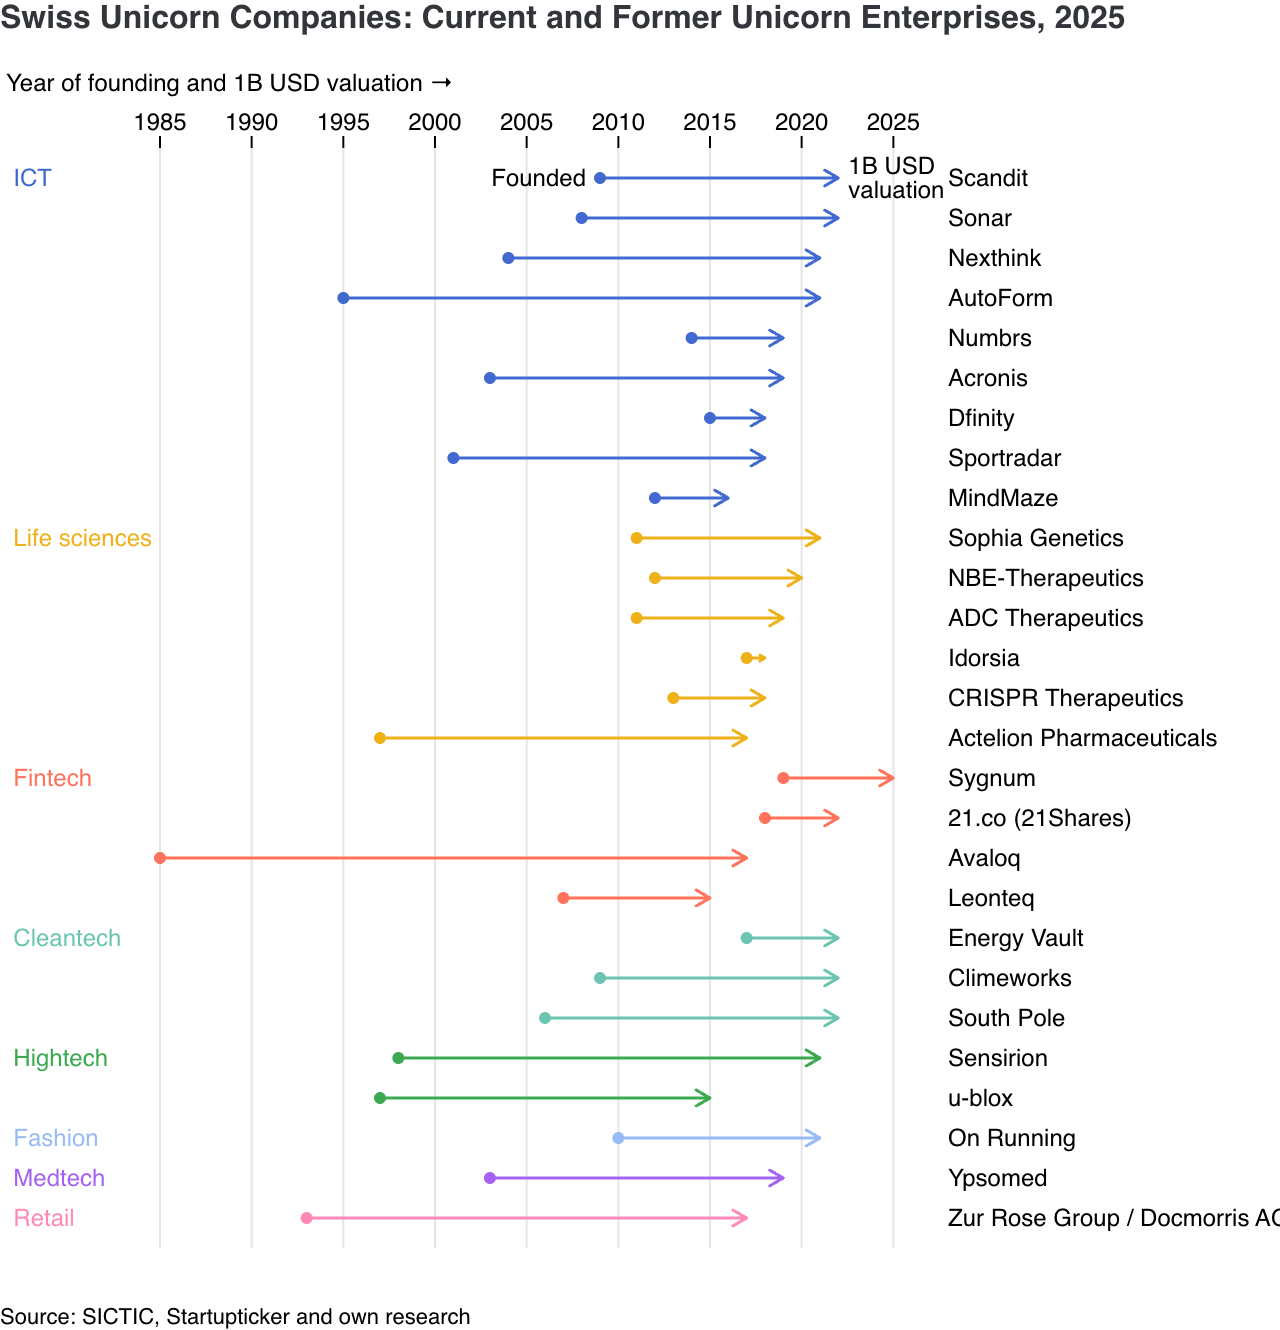 Swiss Unicorn Companies: Current and Former Unicorn Enterprises, 2025
Year of founding and 1B USD valuation →
1985 1990 1995 2000 2005 2010 2015 2020 2025
ICT Founded 1B USD valuation Scandit
Sonar
Nexthink
AutoForm
Numbrs
Acronis
Dfinity
Sportradar
MindMaze
Life sciences Sophia Genetics
NBE-Therapeutics
ADC Therapeutics
Idorsia
CRISPR Therapeutics
Actelion Pharmaceuticals
Fintech Sygnum
21.co (21Shares)
Avaloq
Leonteq
Cleantech Energy Vault
Climeworks
South Pole
Hightech Sensirion
u-blox
Fashion On Running
Medtech Ypsomed
Retail Zur Rose Group / Docmorris
Source: SICTIC, Startupticker and own research